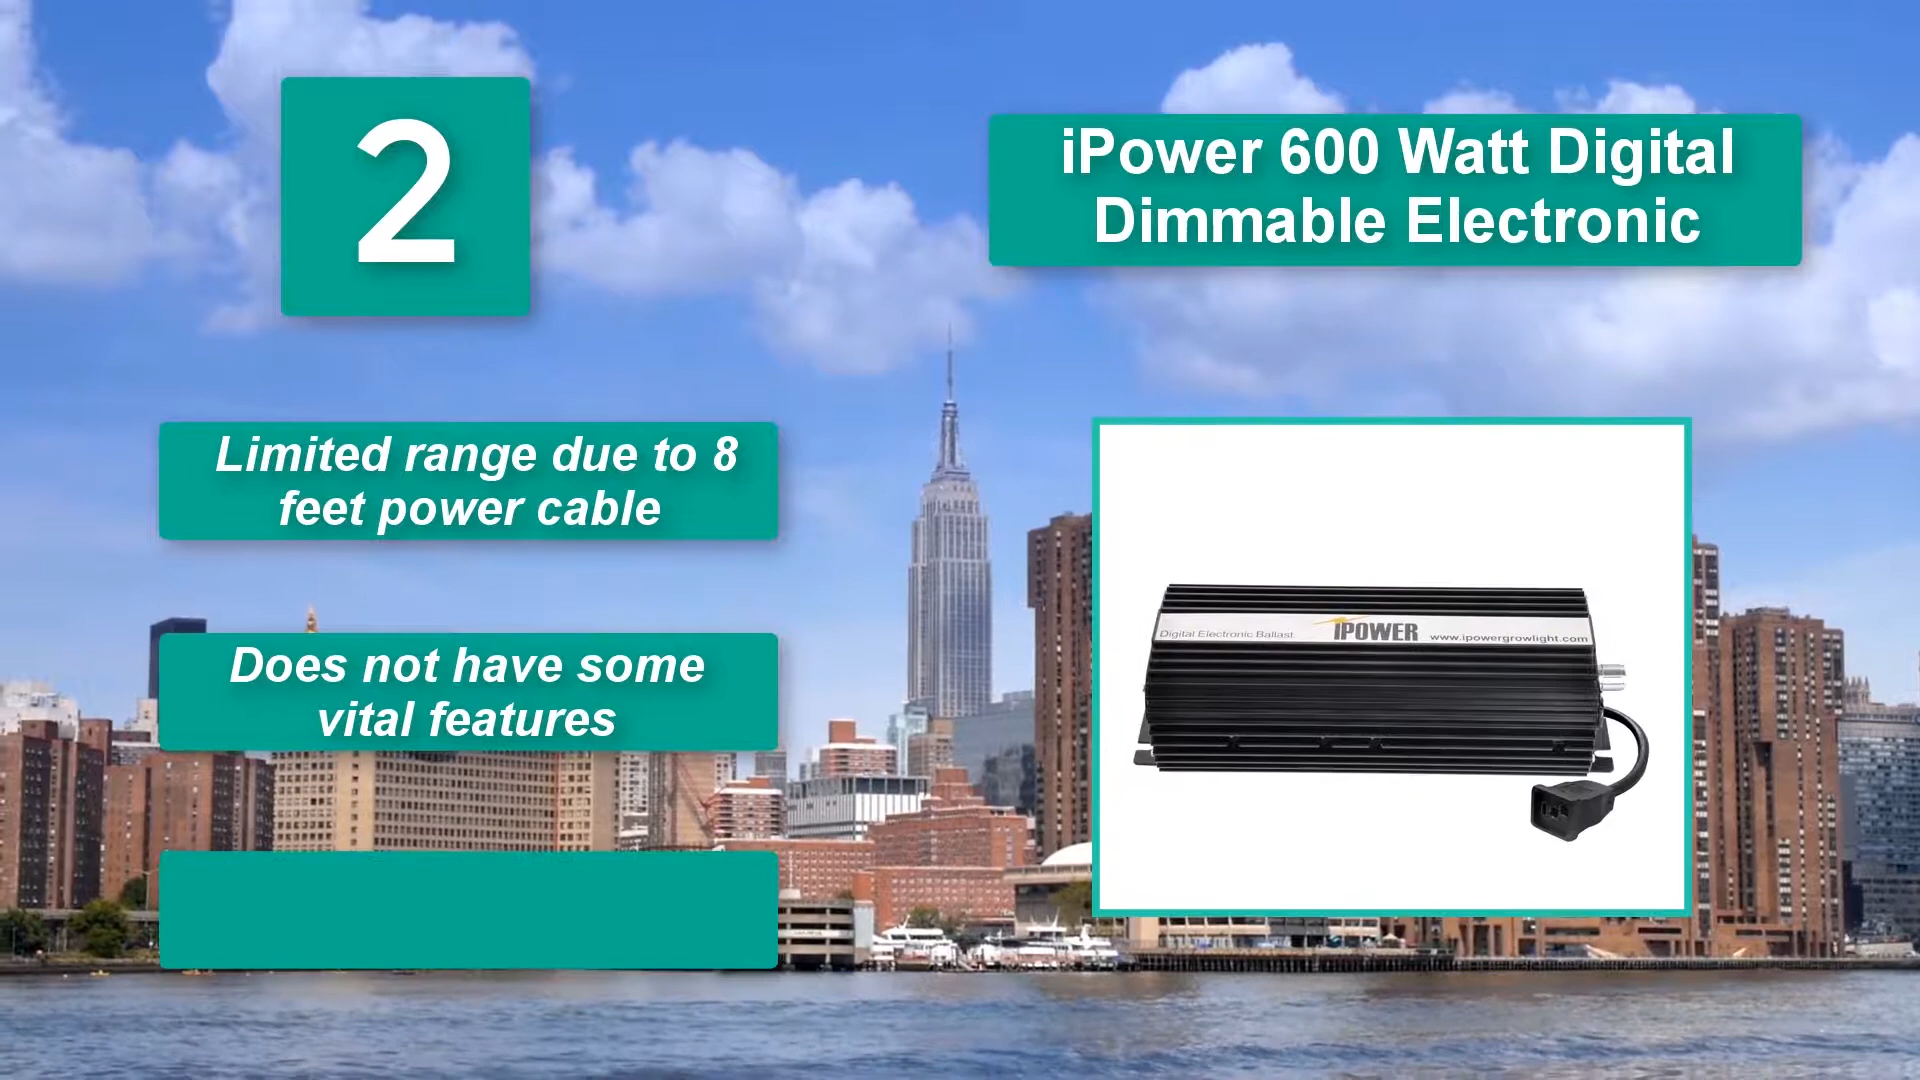 2
iPower 600 Watt Digital
Dimmable Electronic
Limited range due to 8
feet power cable
Does not have some
vital features
Digital Electronic Ballast
iPOWER
www.ipowergrowlight.com